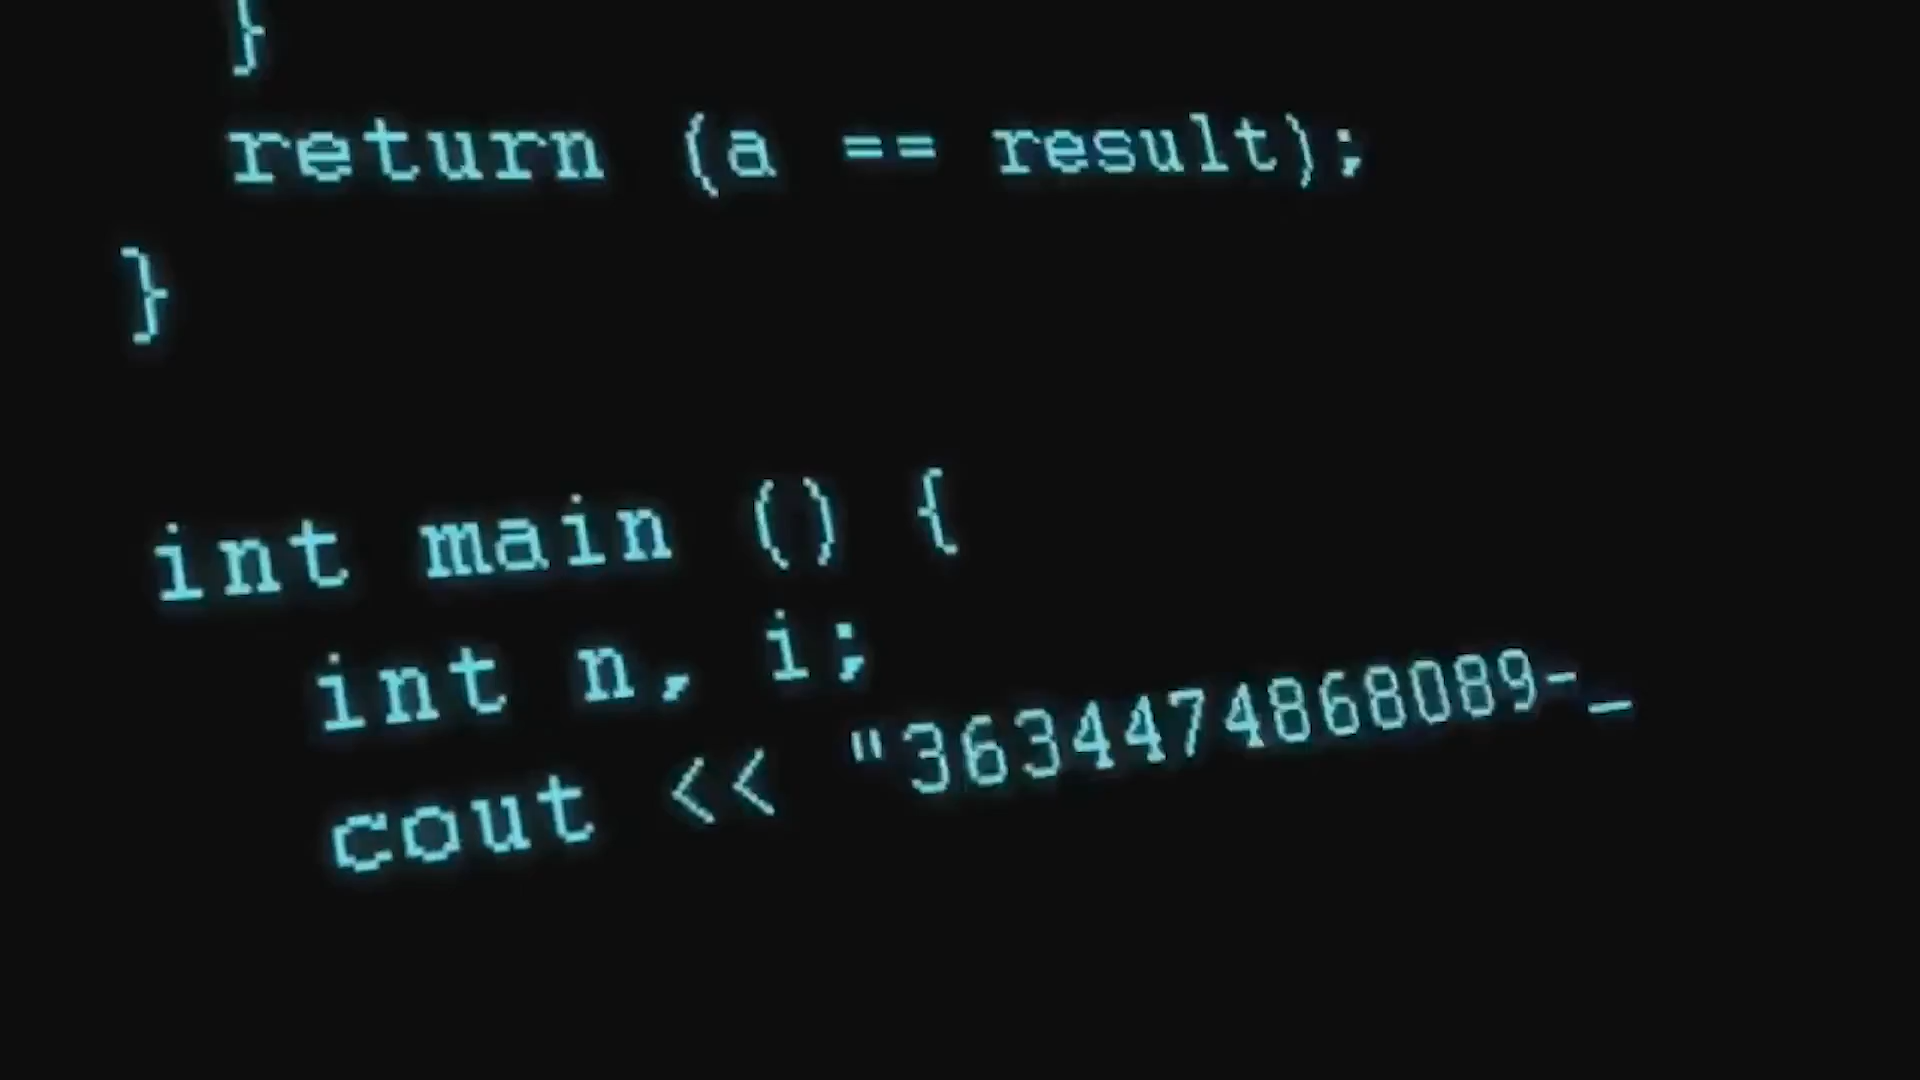 }
return (a == result);
}
int main () {
int n, i;
cout << "3634474868089-_